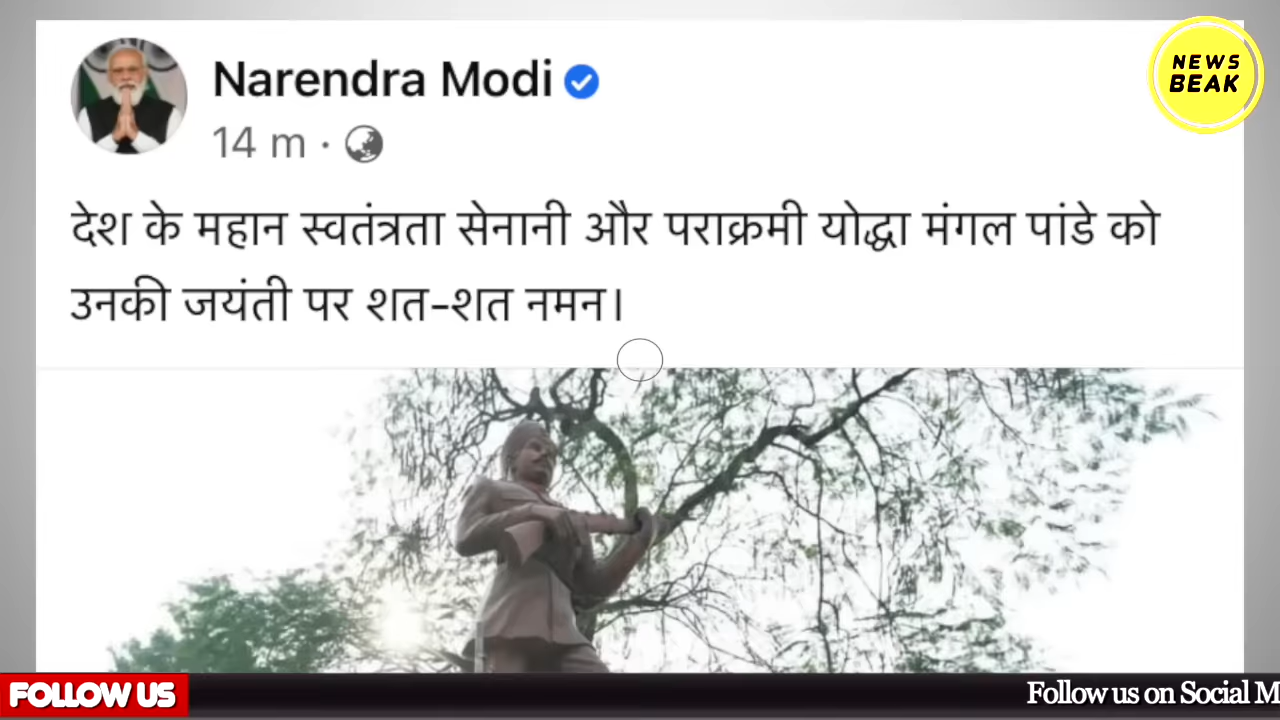 Narendra Modi
14 m ·
NEWS
BEAK
देश के महान स्वतंत्रता सेनानी और पराक्रमी योद्धा मंगल पांडे को
उनकी जयंती पर शत-शत नमन।
FOLLOW US
Follow us on Social M